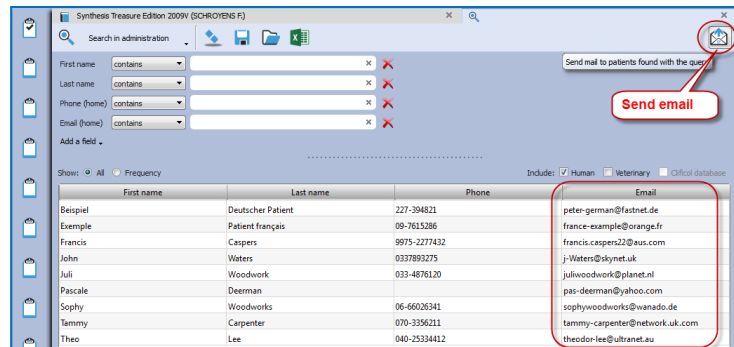 Synthesis Treasure Edition 2009V (SCHROYENS F.)
Search in administration
Send mail to patients found with the query
Send email
First name contains
Last name contains
Phone (home) contains
Email (home) contains
Add a field
Show: All Frequency Include: Human Veterinary Clificol database
First name Last name Phone Email
Beispiel Deutscher Patient 227-394821 peter-german@fastnet.de
Exemple Patient français 09-7615286 france-example@orange.fr
Francis Caspers 9975-2277432 francis.caspers22@aus.com
John Waters 0337893275 j-Waters@skynet.uk
Juli Woodwork 033-4876120 juliwoodwork@planet.nl
Pascale Deerman pas-deerman@yahoo.com
Sophy Woodworks 06-66026341 sophywoodworks@wanado.de
Tammy Carpenter 070-3356211 tammy-carpenter@network.uk.com
Theo Lee 040-25334412 theodor-lee@ultranet.au